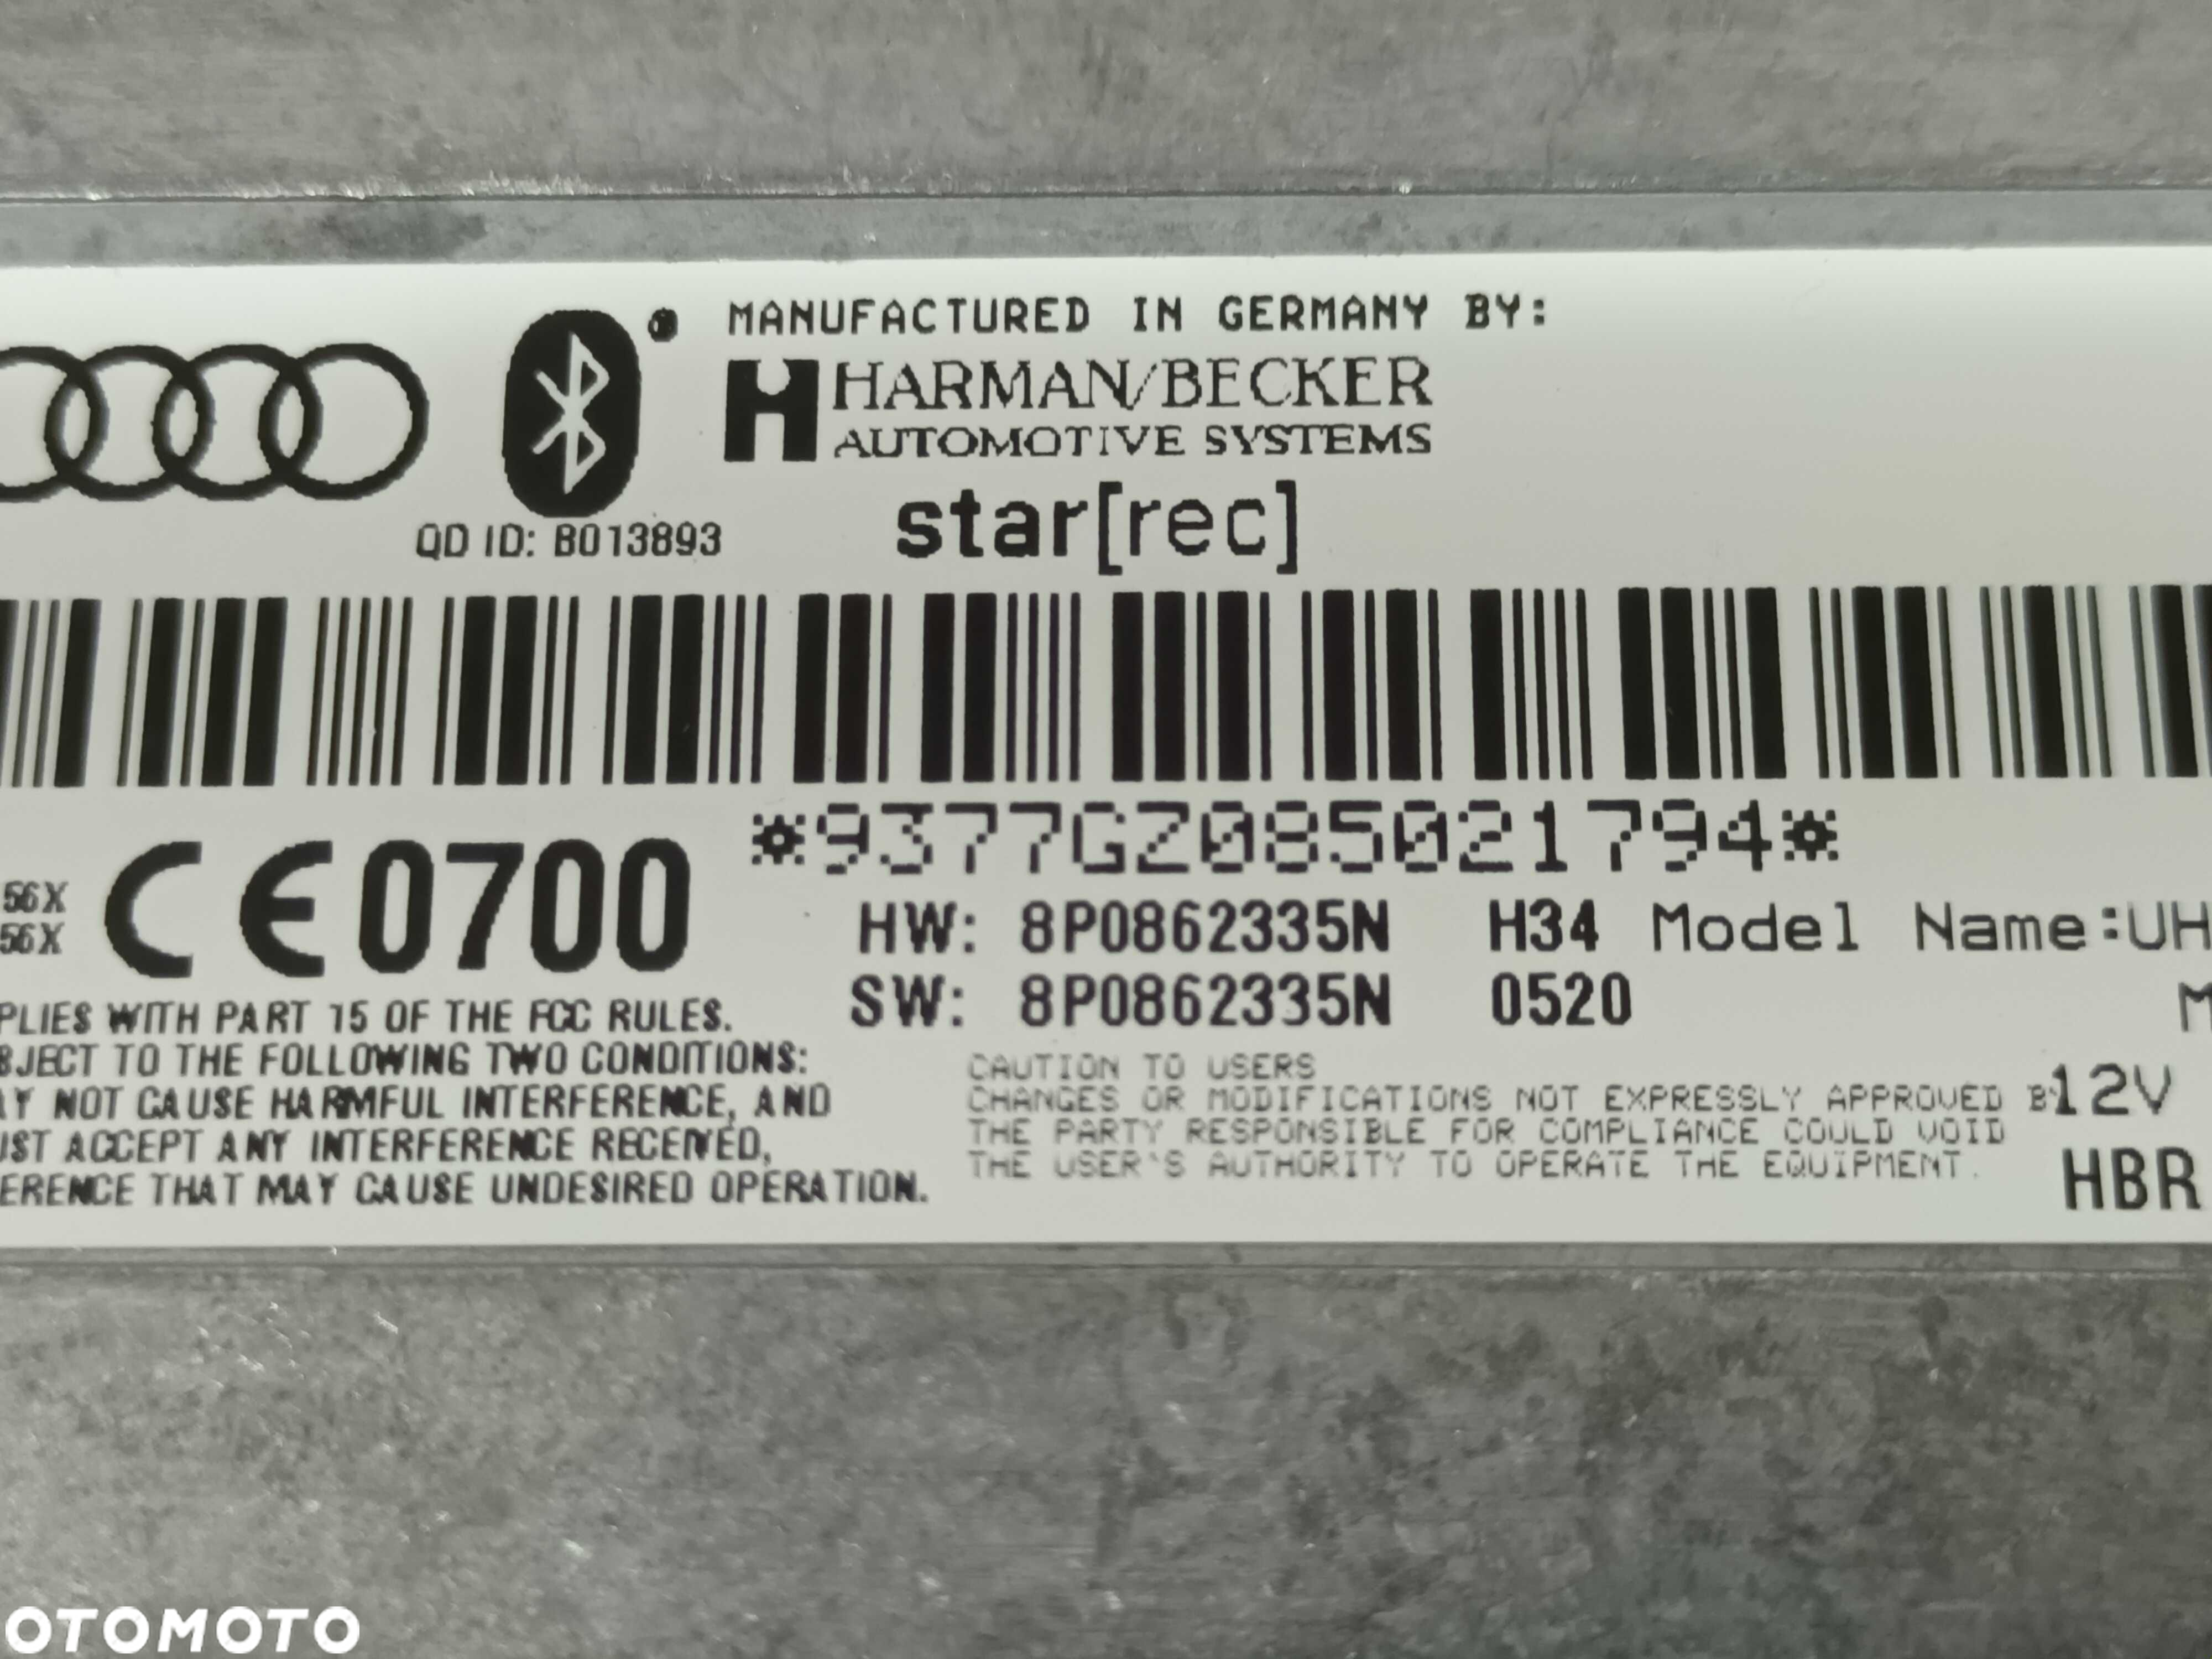 MANUFACTURED IN GERMANY BY:
HARMAN/BECKER
AUTOMOTIVE SYSTEMS
QD ID: B013893
star[rec]
*9377GZ085021794*
56X
56X
CE0700
HW: 8P0862335N H34 Model Name:UH
SW: 8P0862335N 0520
M
PLIES WITH PART 15 OF THE FCC RULES.
BJECT TO THE FOLLOWING TWO CONDITIONS:
AY NOT CAUSE HARMFUL INTERFERENCE, AND
UST ACCEPT ANY INTERFERENCE RECEIVED,
ERENCE THAT MAY CAUSE UNDESIRED OPERATION.
CAUTION TO USERS
CHANGES OR MODIFICATIONS NOT EXPRESSLY APPROVED BY
THE PARTY RESPONSIBLE FOR COMPLIANCE COULD VOID
THE USER'S AUTHORITY TO OPERATE THE EQUIPMENT.
12V
HBR
OTOMOTO